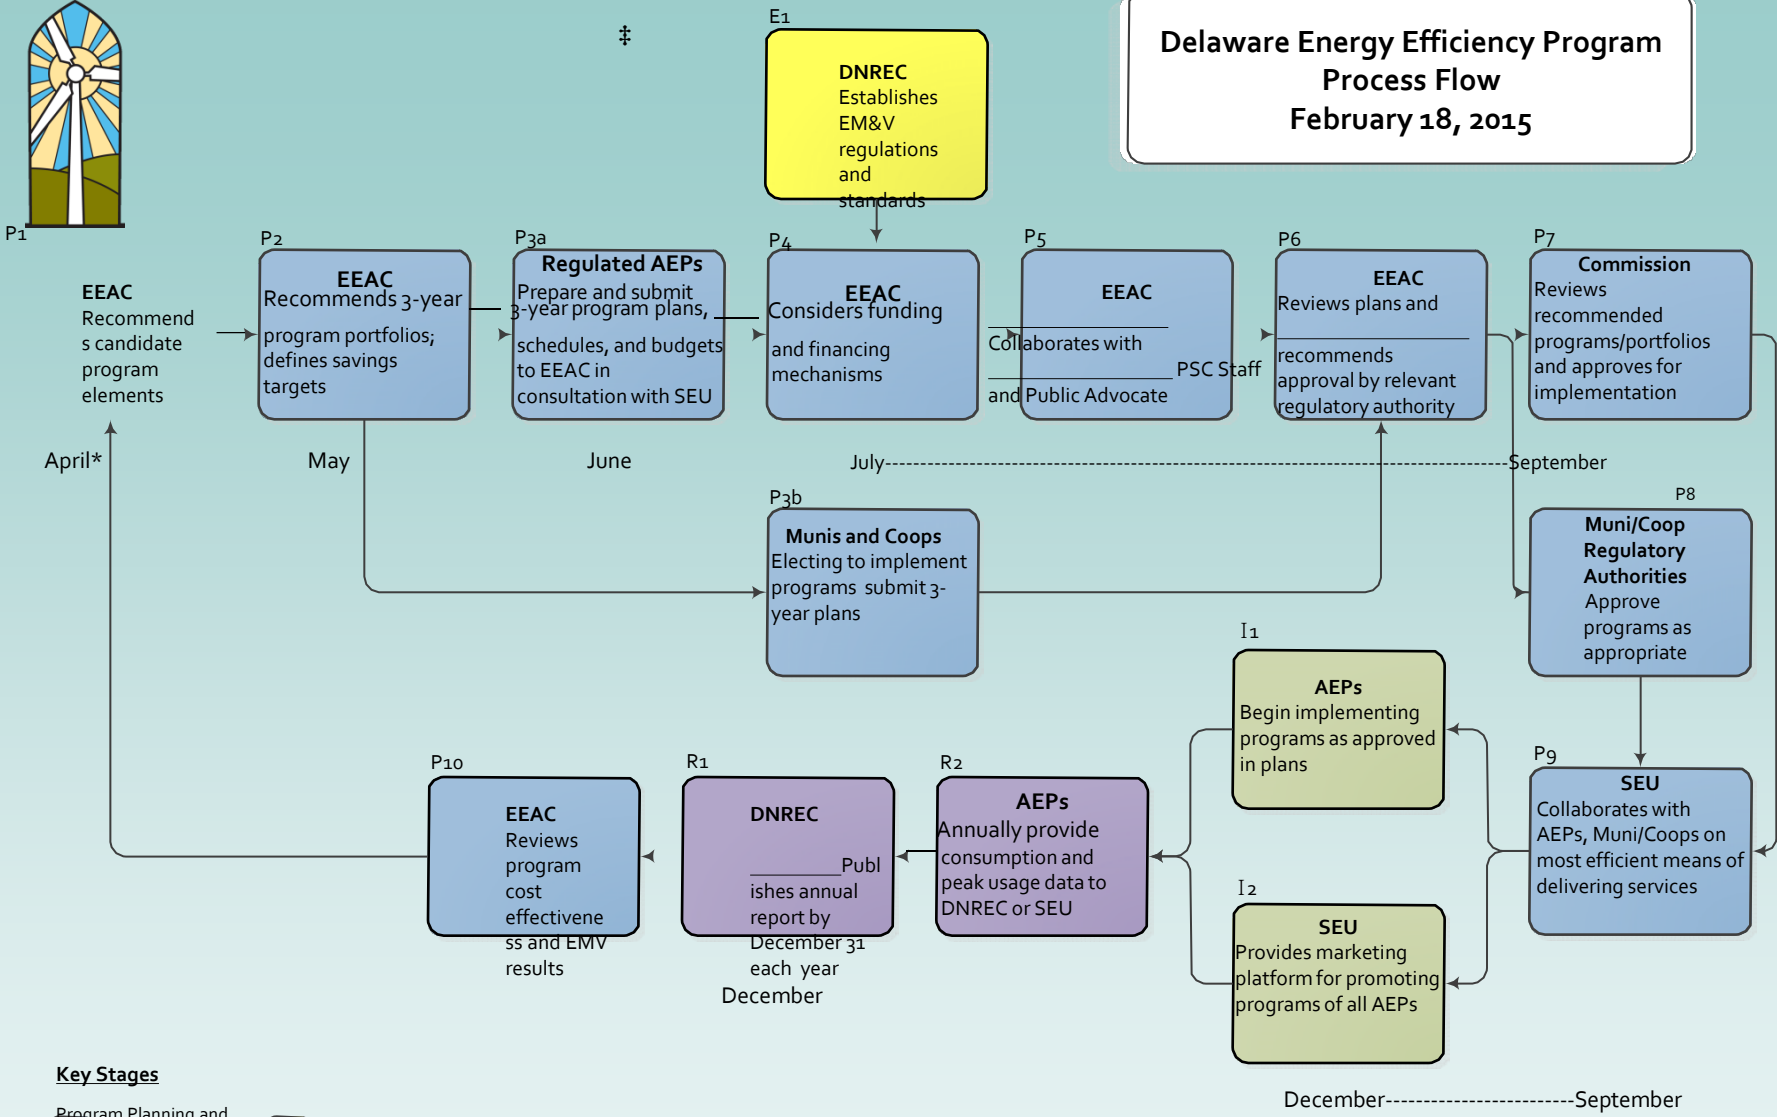 E1
‡
Delaware Energy Efficiency Program
Process Flow
February 18, 2015
DNREC
Establishes
EM&V
regulations
and
standards
P1
EEAC
Recommend
s candidate
program
elements
P2
EEAC
Recommends 3-year
program portfolios;
defines savings
targets
P3a
Regulated AEPs
Prepare and submit
3-year program plans,
schedules, and budgets
to EEAC in
consultation with SEU
P4
EEAC
Considers funding
and financing
mechanisms
P5
EEAC
Collaborates with
PSC Staff
and Public Advocate
P6
EEAC
Reviews plans and
recommends
approval by relevant
regulatory authority
P7
Commission
Reviews
recommended
programs/portfolios
and approves for
implementation
April*
May
June
July----------------------------------------------------------------------------------------September
P3b
Munis and Coops
Electing to implement
programs submit 3-
year plans
P8
Muni/Coop
Regulatory
Authorities
Approve
programs as
appropriate
I1
AEPs
Begin implementing
programs as approved
in plans
P10
EEAC
Reviews
program
cost
effectivene
ss and EMV
results
R1
DNREC
Publ
ishes annual
report by
December 31
each year
December
R2
AEPs
Annually provide
consumption and
peak usage data to
DNREC or SEU
I2
SEU
Provides marketing
platform for promoting
programs of all AEPs
P9
SEU
Collaborates with
AEPs, Muni/Coops on
most efficient means of
delivering services
Key Stages
Program Planning and
December--------------------------September